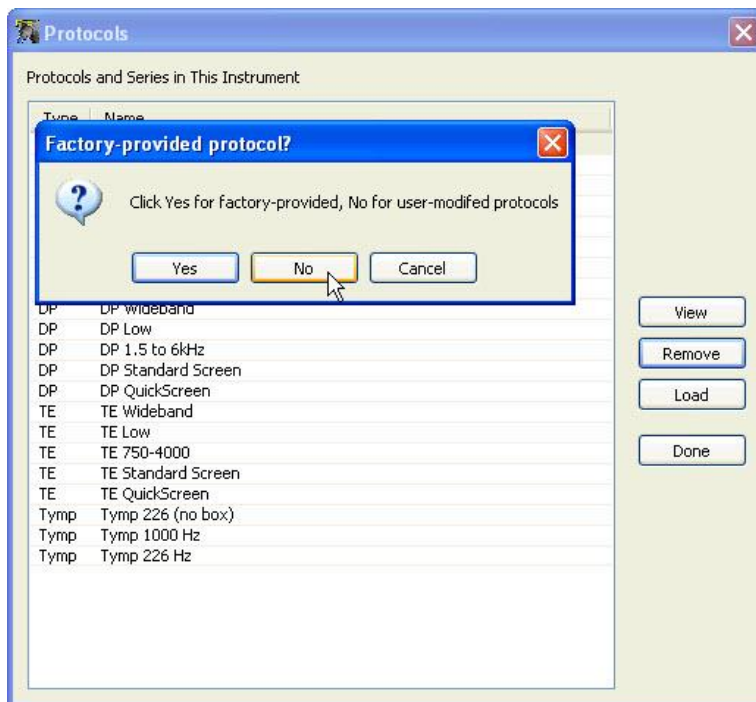 Protocols
Protocols and Series in This Instrument
Type Name
Factory-provided protocol?
Click Yes for factory-provided, No for user-modifed protocols
Yes No Cancel
DP DP Wideband
DP DP Low
DP DP 1.5 to 6kHz
DP DP Standard Screen
DP DP QuickScreen
TE TE Wideband
TE TE Low
TE TE 750-4000
TE TE Standard Screen
TE TE QuickScreen
Tymp Tymp 226 (no box)
Tymp Tymp 1000 Hz
Tymp Tymp 226 Hz
View
Remove
Load
Done